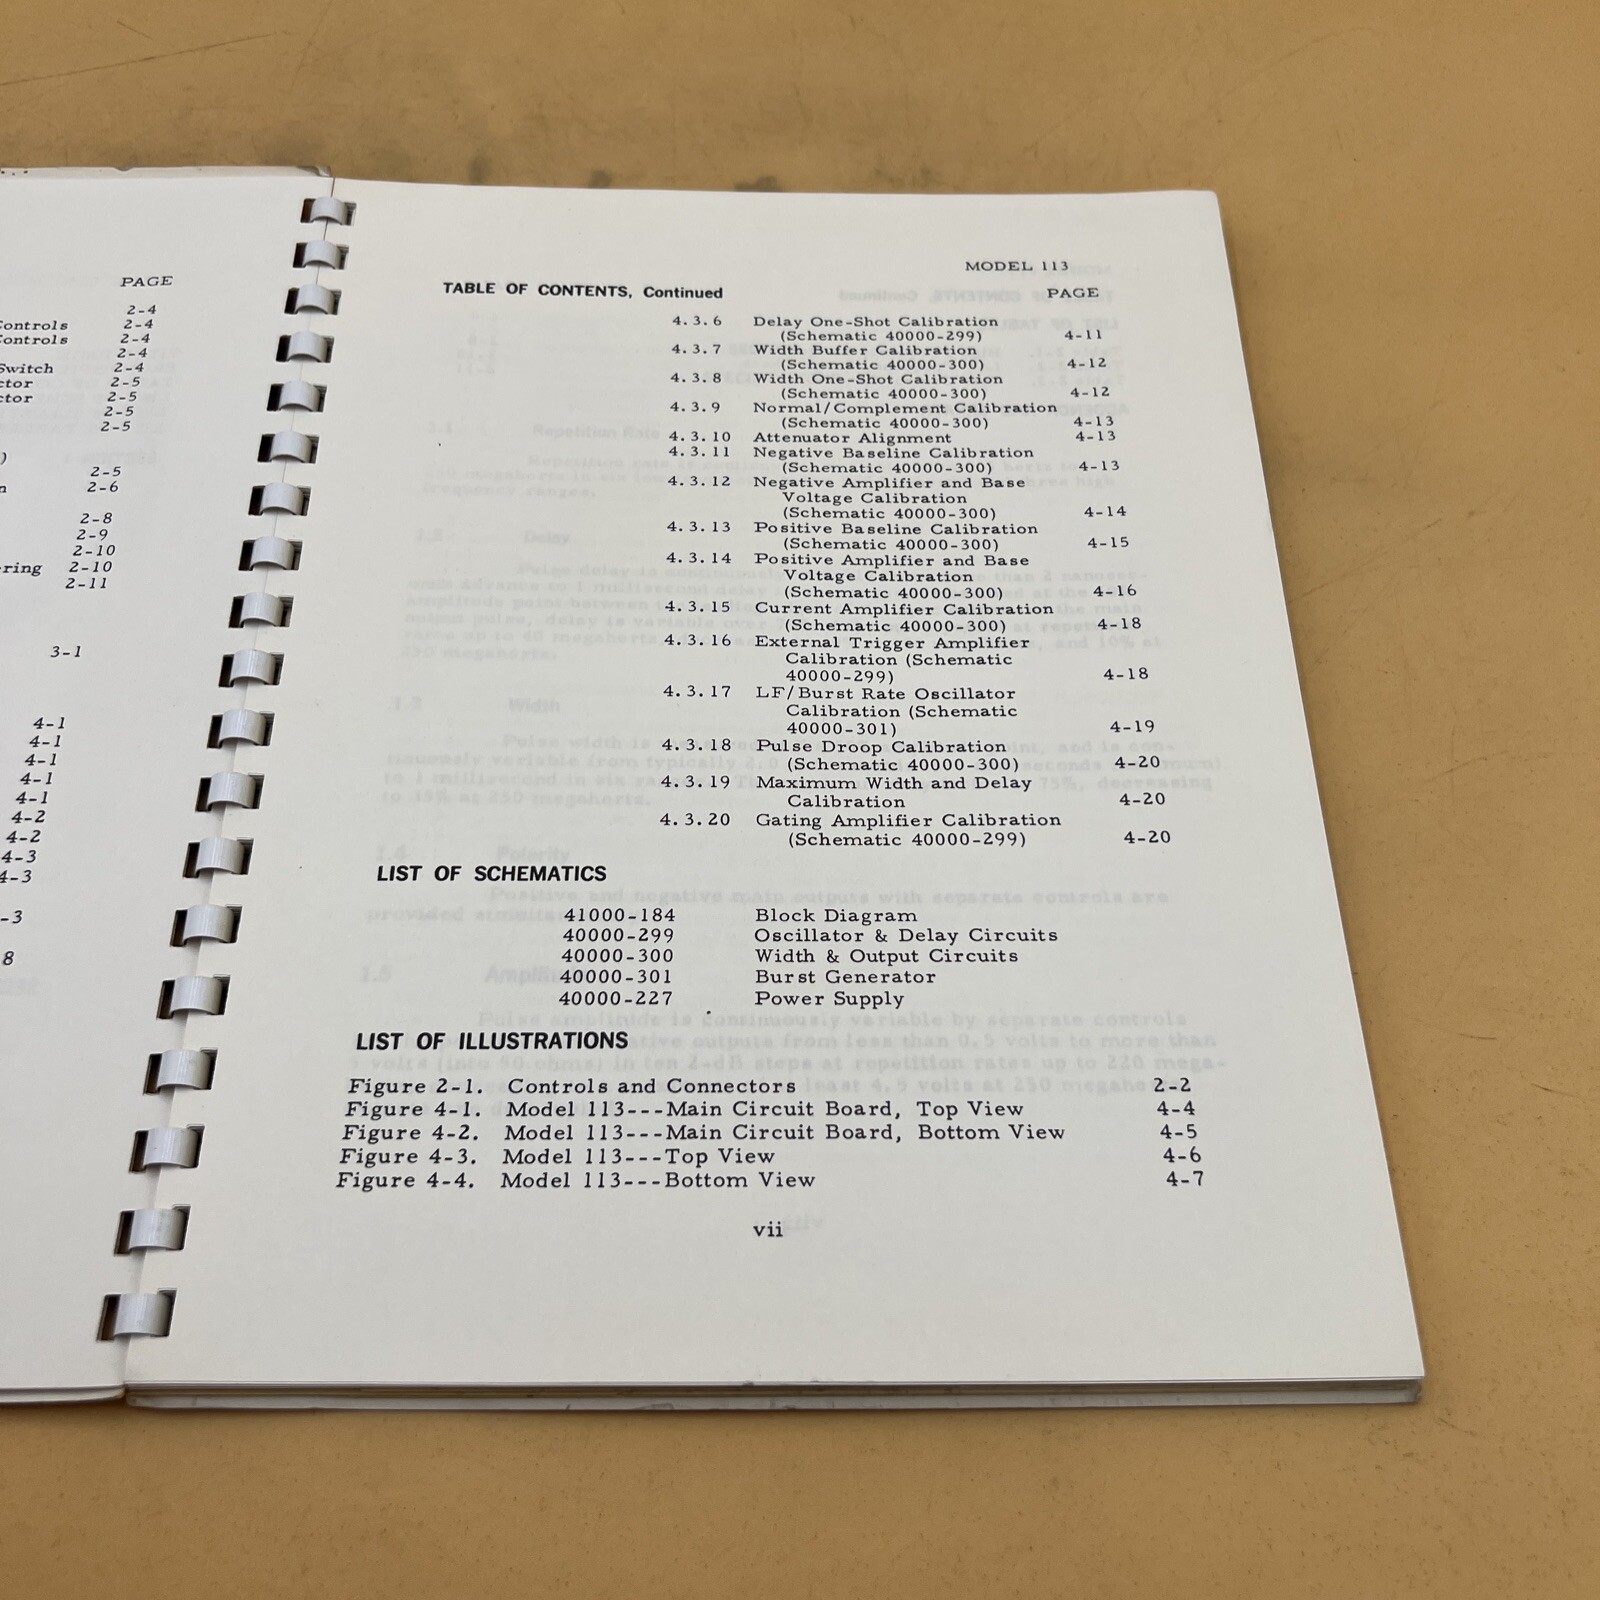 PAGE
2-4
Controls 2-4
Controls 2-4
2-4
Switch 2-4
ctor 2-5
ctor 2-5
2-5
2-5
)
2-5
n 2-6
2-8
2-9
2-10
ring 2-10
2-11
3-1
4-1
4-1
4-1
4-1
4-1
4-2
4-2
4-3
4-3
-3
8
MODEL 113
TABLE OF CONTENTS, Continued PAGE
4.3.6 Delay One-Shot Calibration
(Schematic 40000-299) 4-11
4.3.7 Width Buffer Calibration
(Schematic 40000-300) 4-12
4.3.8 Width One-Shot Calibration
(Schematic 40000-300) 4-12
4.3.9 Normal/Complement Calibration
(Schematic 40000-300) 4-13
4.3.10 Attenuator Alignment 4-13
4.3.11 Negative Baseline Calibration
(Schematic 40000-300) 4-13
4.3.12 Negative Amplifier and Base
Voltage Calibration
(Schematic 40000-300) 4-14
4.3.13 Positive Baseline Calibration
(Schematic 40000-300) 4-15
4.3.14 Positive Amplifier and Base
Voltage Calibration
(Schematic 40000-300) 4-16
4.3.15 Current Amplifier Calibration
(Schematic 40000-300) 4-18
4.3.16 External Trigger Amplifier
Calibration (Schematic
40000-299) 4-18
4.3.17 LF/Burst Rate Oscillator
Calibration (Schematic
40000-301) 4-19
4.3.18 Pulse Droop Calibration
(Schematic 40000-300) 4-20
4.3.19 Maximum Width and Delay
Calibration 4-20
4.3.20 Gating Amplifier Calibration
(Schematic 40000-299) 4-20
LIST OF SCHEMATICS
41000-184 Block Diagram
40000-299 Oscillator & Delay Circuits
40000-300 Width & Output Circuits
40000-301 Burst Generator
40000-227 Power Supply
LIST OF ILLUSTRATIONS
Figure 2-1. Controls and Connectors 2-2
Figure 4-1. Model 113---Main Circuit Board, Top View 4-4
Figure 4-2. Model 113---Main Circuit Board, Bottom View 4-5
Figure 4-3. Model 113---Top View 4-6
Figure 4-4. Model 113---Bottom View 4-7
vii